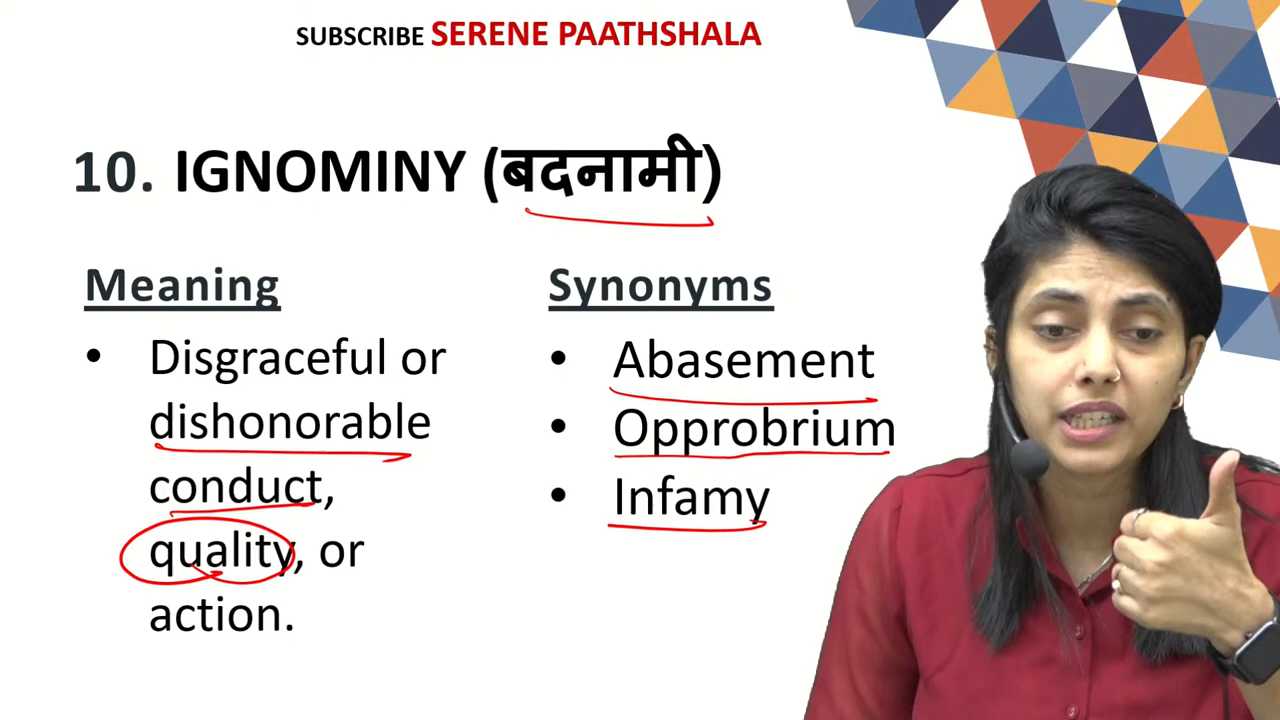 SUBSCRIBE SERENE PAATHSHALA
10. IGNOMINY (बदनामी)
Meaning
• Disgraceful or
dishonorable
conduct,
quality, or
action.
Synonyms
• Abasement
• Opprobrium
• Infamy